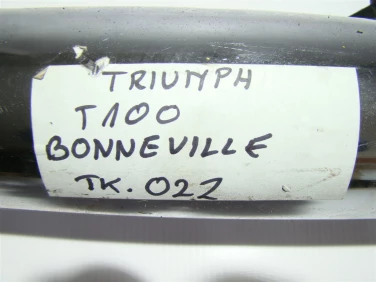 TRIUMPH
T100
BONNEVILLE
TK. 022